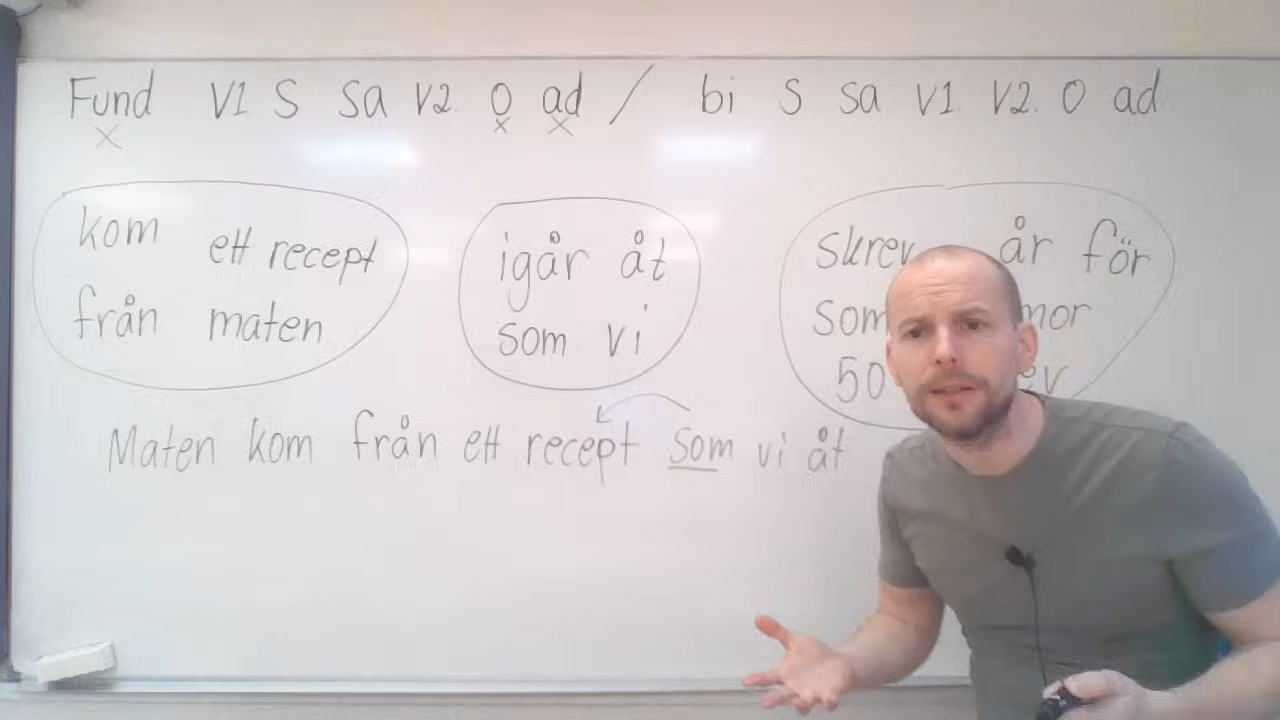 Fund V1 S Sa V2. O ad / bi S sa V1 V2. O ad
x x x
kom ett recept
från maten
igår åt
som vi
skrev år för
som
50
Maten kom från ett recept som vi åt